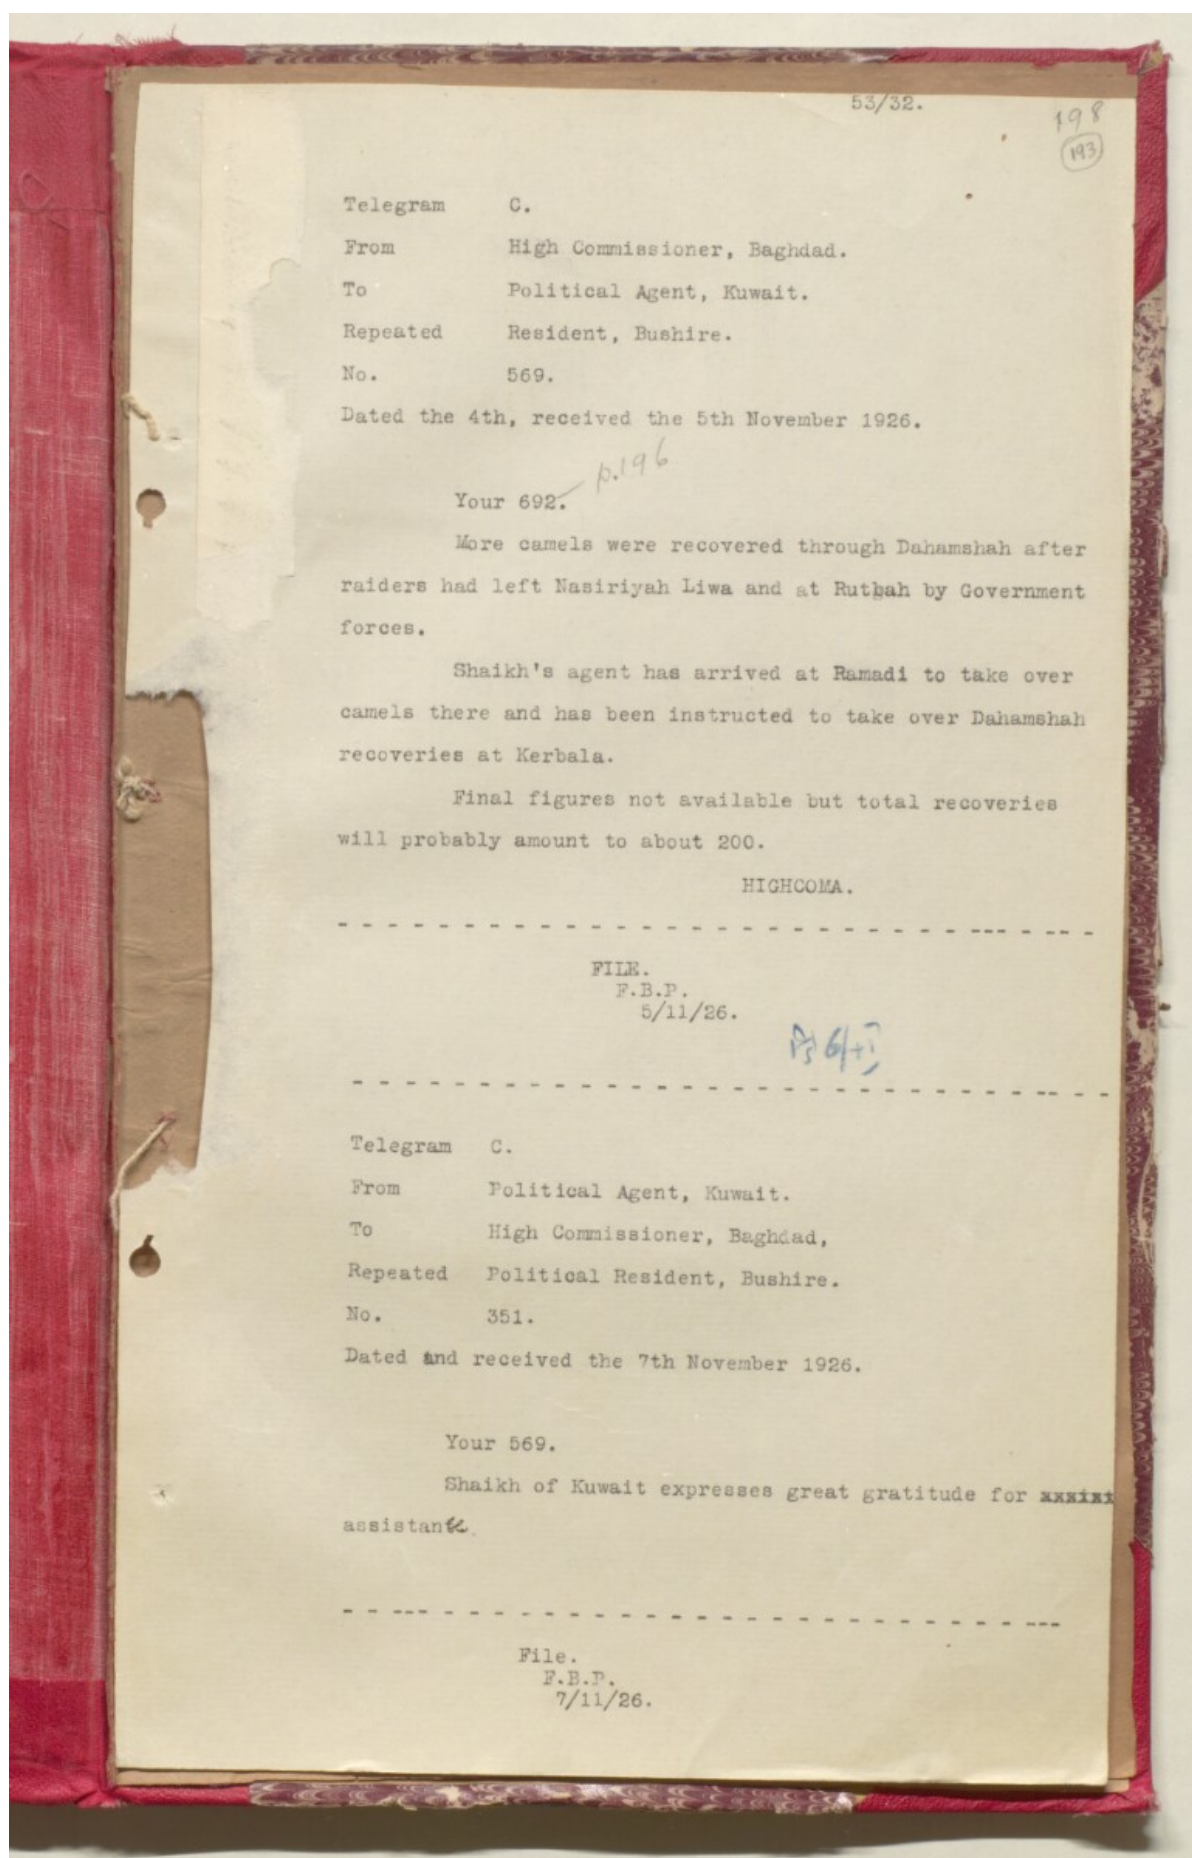 53/32.
198
193
Telegram C.
From High Commissioner, Baghdad.
To Political Agent, Kuwait.
Repeated Resident, Bushire.
No. 569.
Dated the 4th, received the 5th November 1926.
p.196
Your 692.
More camels were recovered through Dahamshah after
raiders had left Nasiriyah Liwa and at Rutbah by Government
forces.
Shaikh's agent has arrived at Ramadi to take over
camels there and has been instructed to take over Dahamshah
recoveries at Kerbala.
Final figures not available but total recoveries
will probably amount to about 200.
HIGHCOMA.
- - - - - - - - - - - - - - - - - - - - - - - - - --- - -- -
FILE.
F.B.P.
5/11/26.
- - - - - - - - - - - - - - - - - - - - - - - - - - - -- - -
Telegram C.
From Political Agent, Kuwait.
To High Commissioner, Baghdad,
Repeated Political Resident, Bushire.
No. 351.
Dated and received the 7th November 1926.
Your 569.
Shaikh of Kuwait expresses great gratitude for
assistance.
- - --- - - - - - - - - - - - - - - - - - - - - - - - ---
File.
F.B.P.
7/11/26.